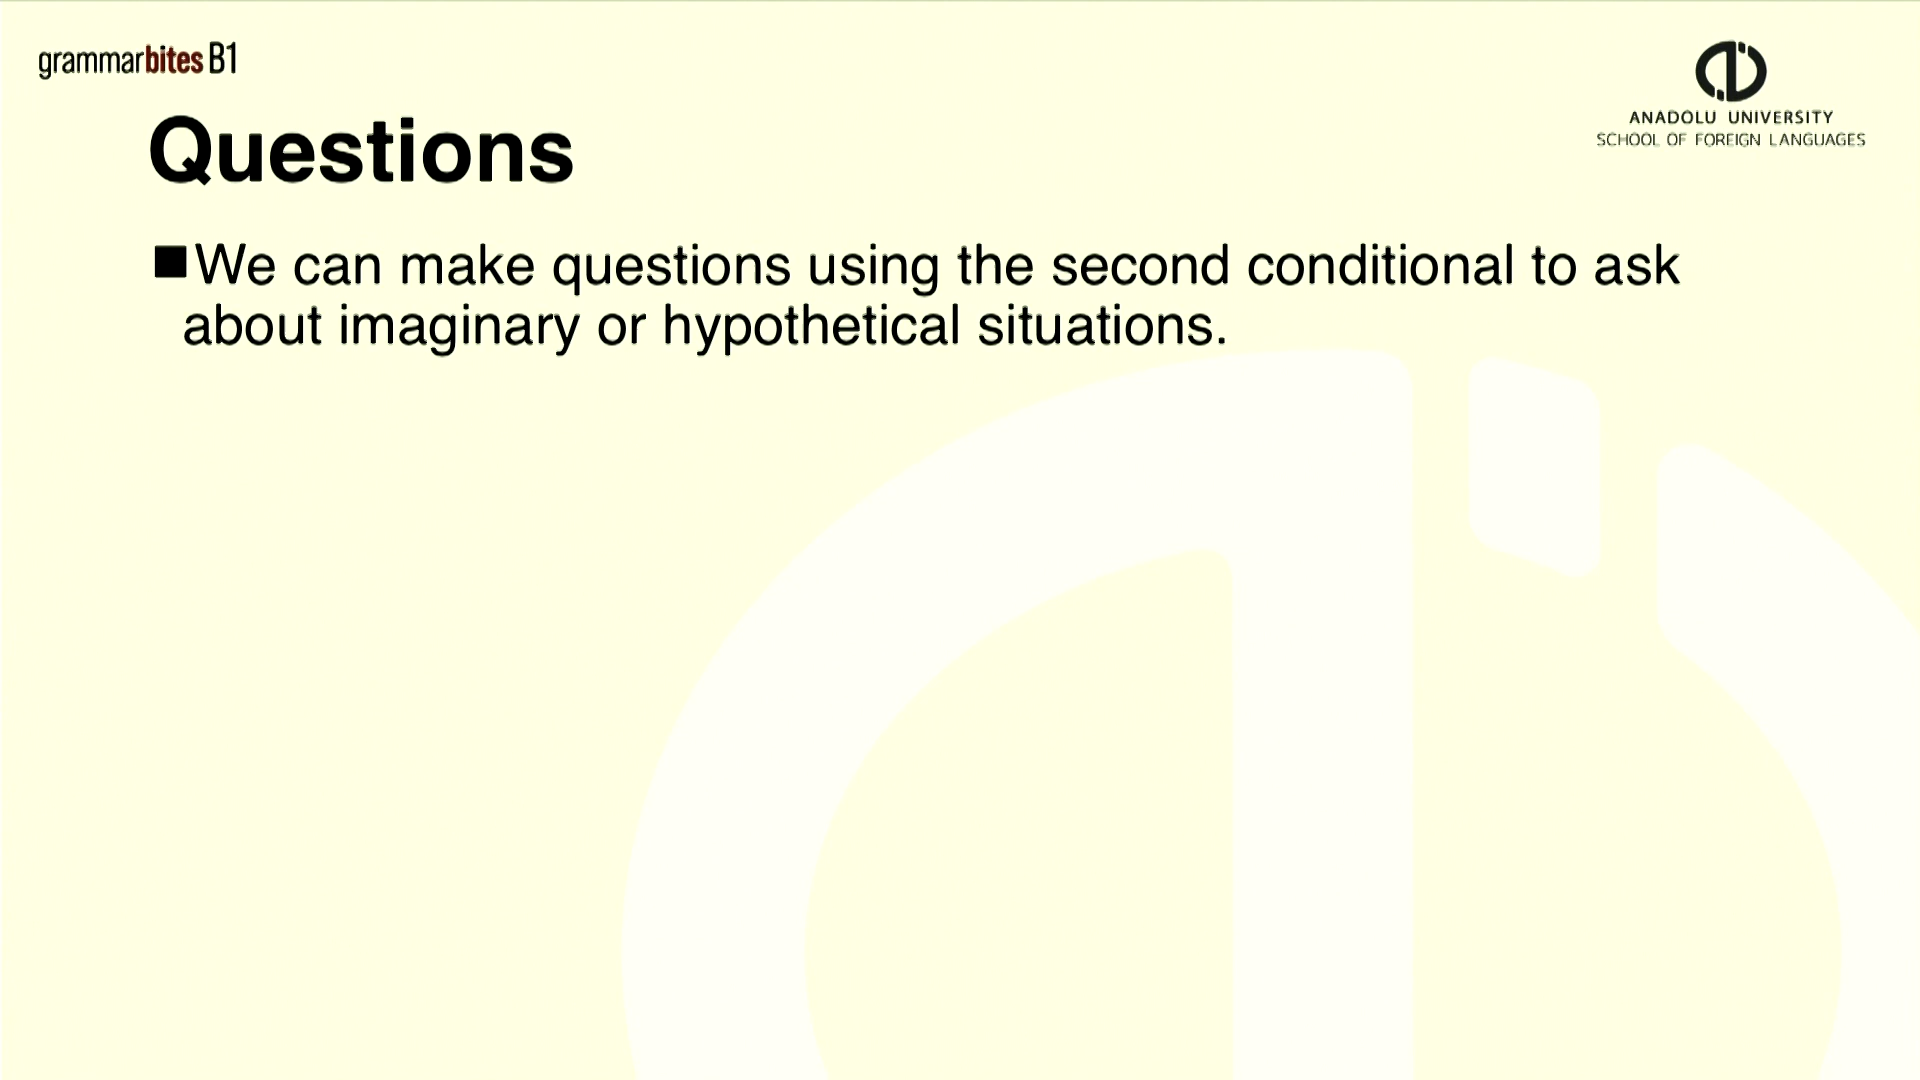 grammarbites B1
ANADOLU UNIVERSITY
SCHOOL OF FOREIGN LANGUAGES
Questions
We can make questions using the second conditional to ask
about imaginary or hypothetical situations.